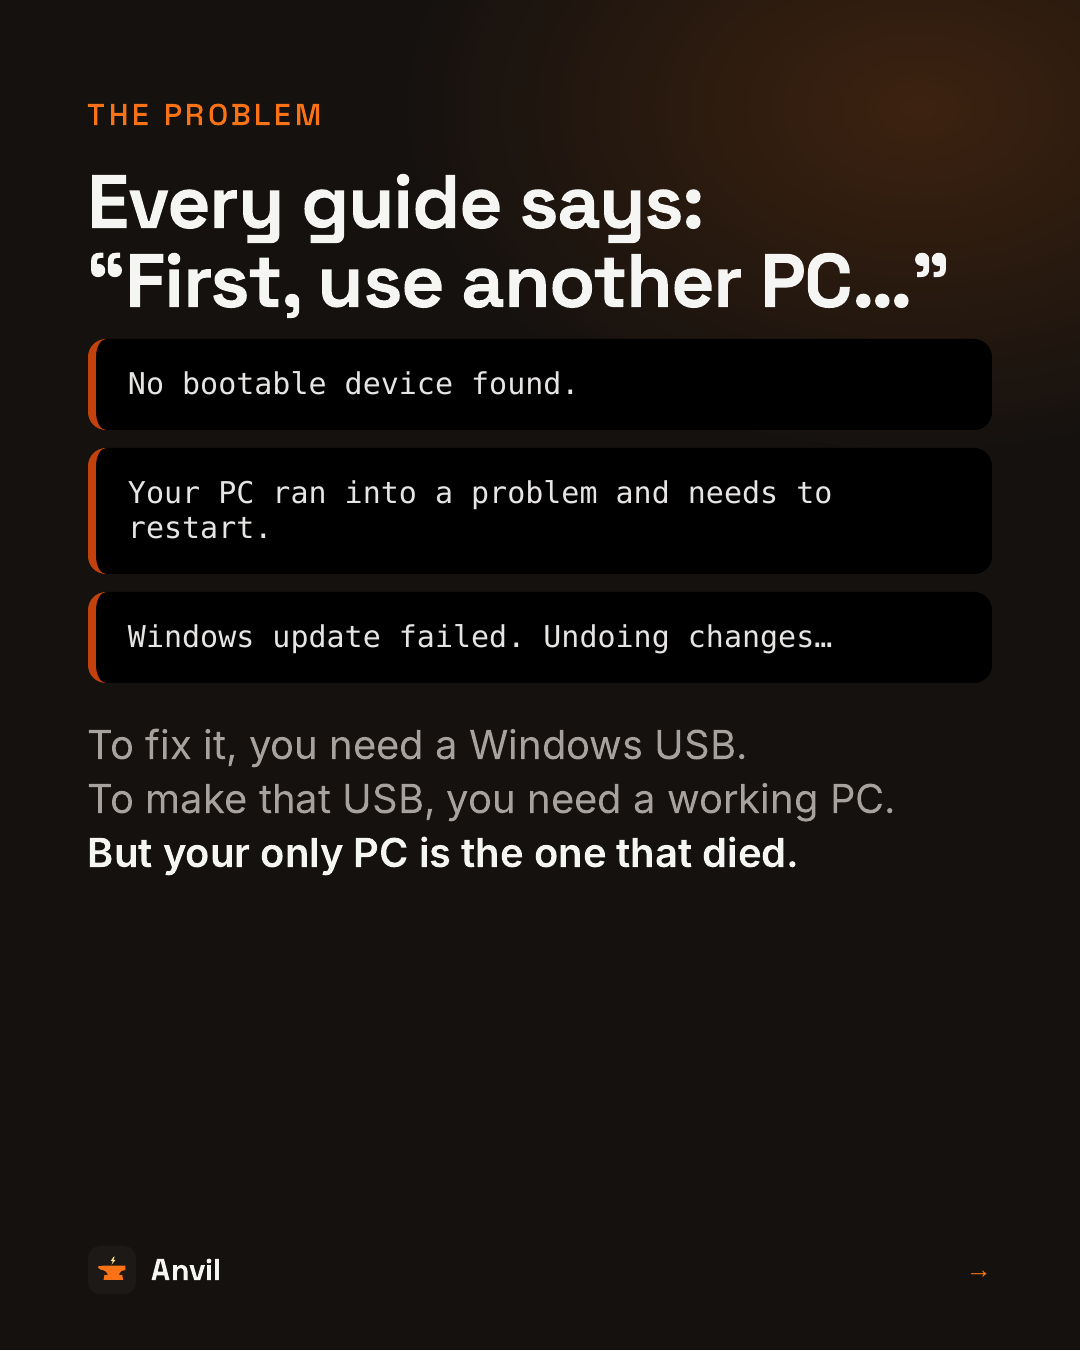 THE PROBLEM
Every guide says:
“First, use another PC…”
No bootable device found.
Your PC ran into a problem and needs to
restart.
Windows update failed. Undoing changes…
To fix it, you need a Windows USB.
To make that USB, you need a working PC.
But your only PC is the one that died.
Anvil
→